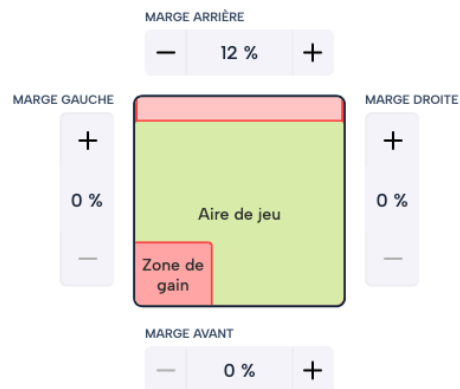 MARGE ARRIÈRE
− 12 % +
MARGE GAUCHE
MARGE DROITE
+
0 %
−
+
0 %
−
Aire de jeu
Zone de
gain
MARGE AVANT
− 0 % +